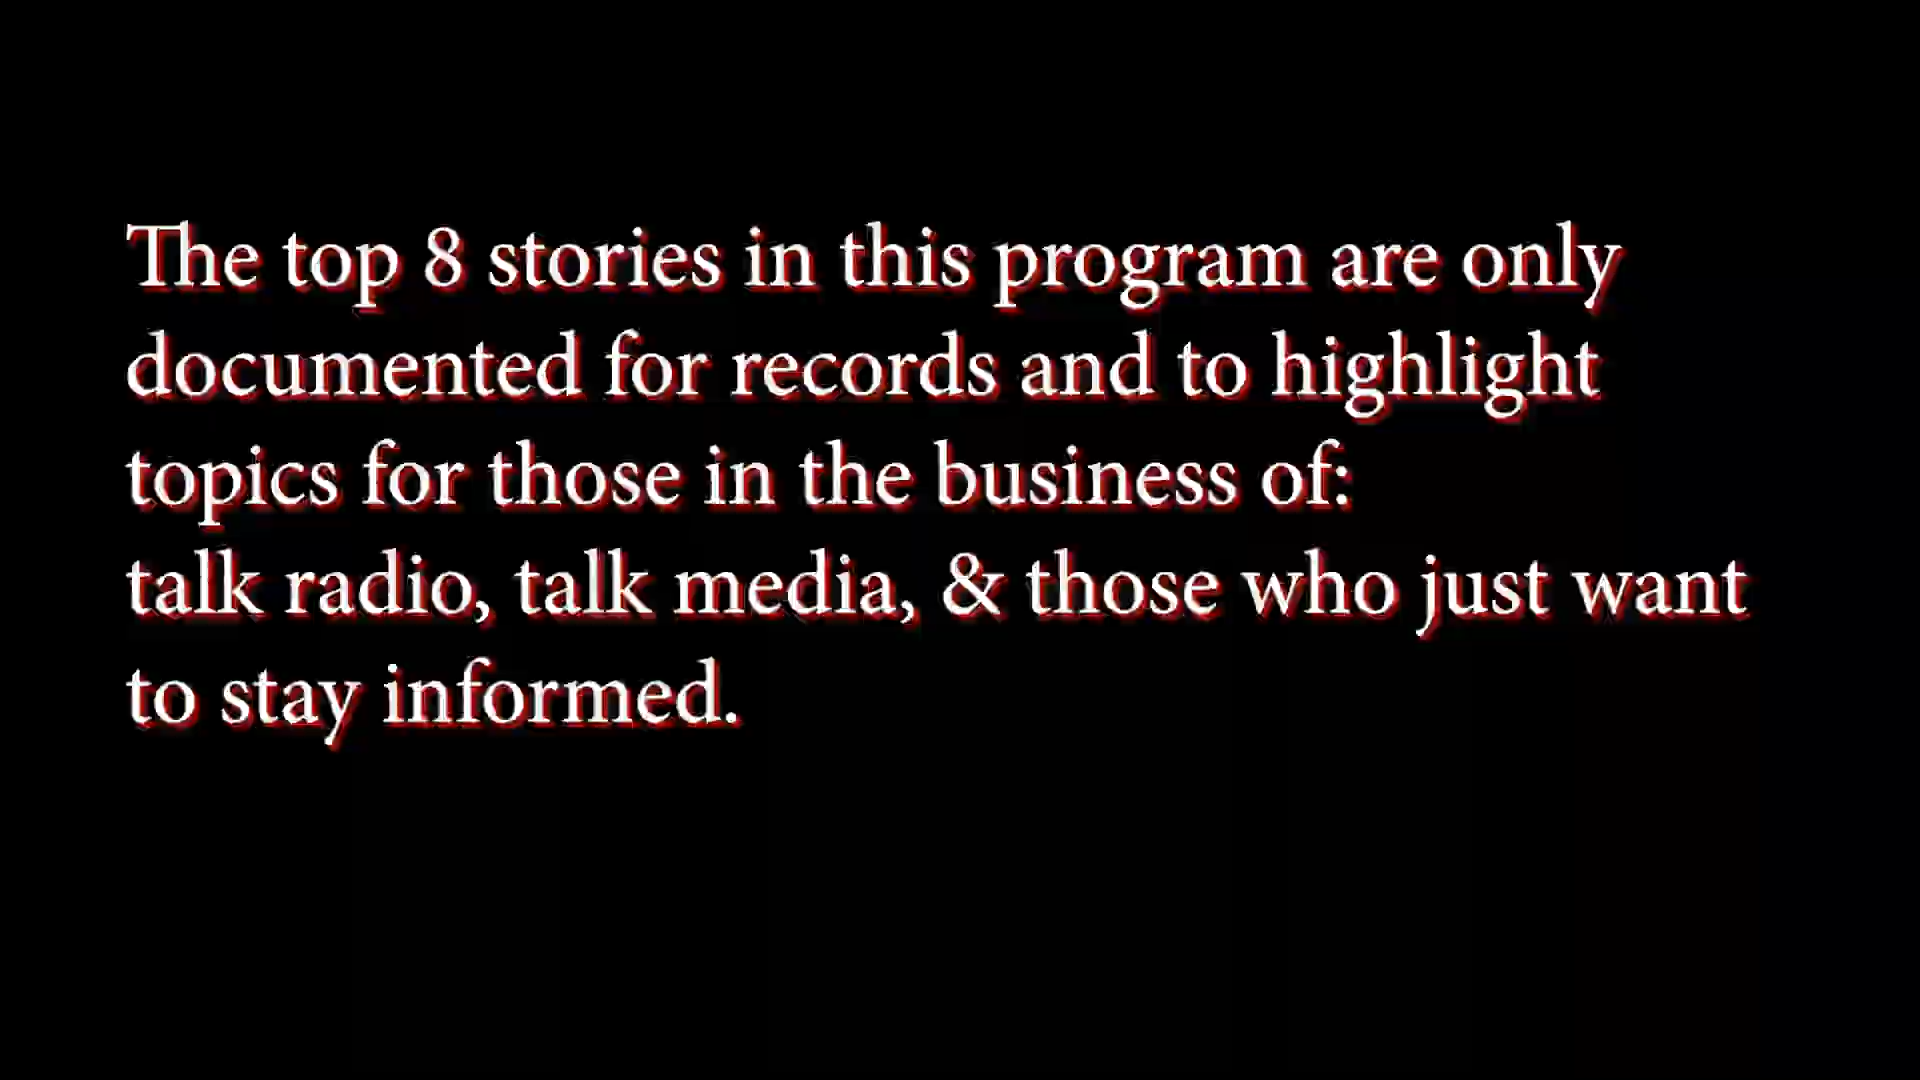 The top 8 stories in this program are only
documented for records and to highlight
topics for those in the business of:
talk radio, talk media, & those who just want
to stay informed.